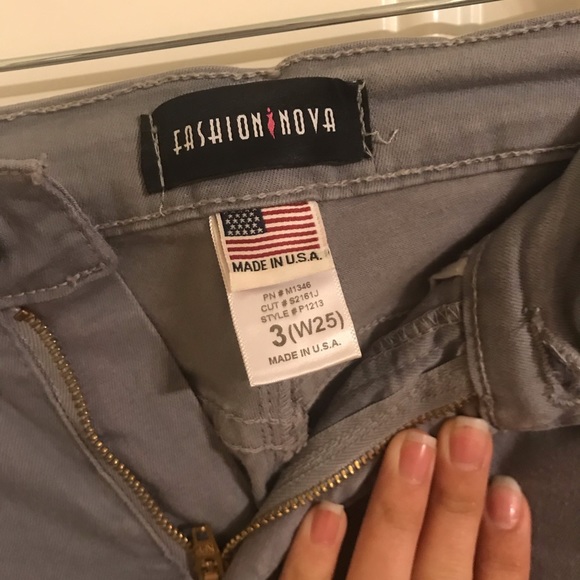 FASHION NOVA
MADE IN U.S.A.
PN # M1346
CUT # S2161J
STYLE # P1213
3 (W25)
MADE IN U.S.A.